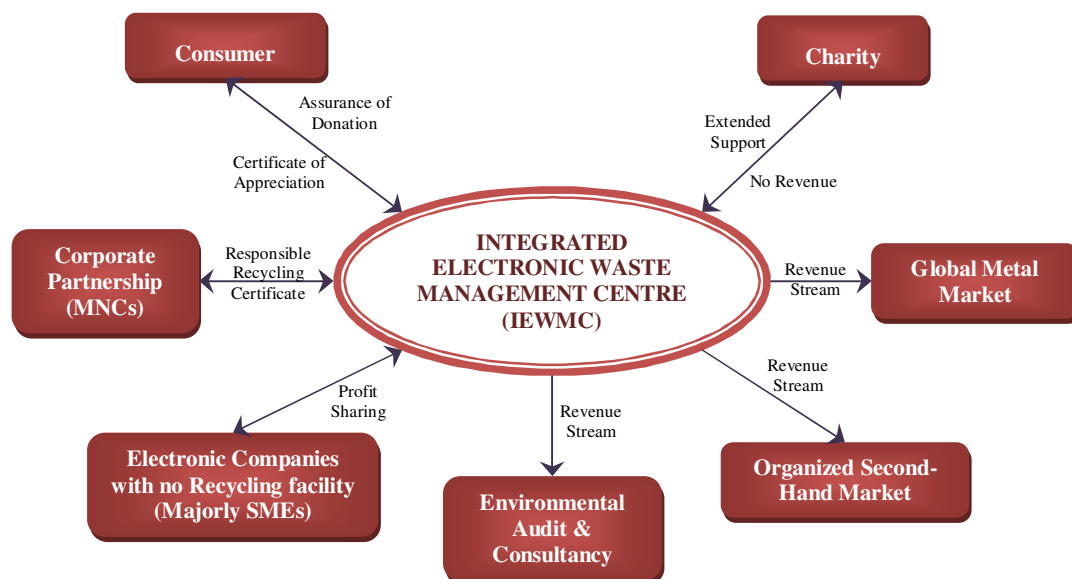 Consumer
Charity
Assurance of
Donation
Certificate of
Appreciation
Extended
Support
No Revenue
Corporate
Partnership
(MNCs)
Responsible
Recycling
Certificate
INTEGRATED
ELECTRONIC WASTE
MANAGEMENT CENTRE
(IEWMC)
Revenue
Stream
Global Metal
Market
Profit
Sharing
Revenue
Stream
Revenue
Stream
Electronic Companies
with no Recycling facility
(Majorly SMEs)
Environmental
Audit &
Consultancy
Organized Second-
Hand Market